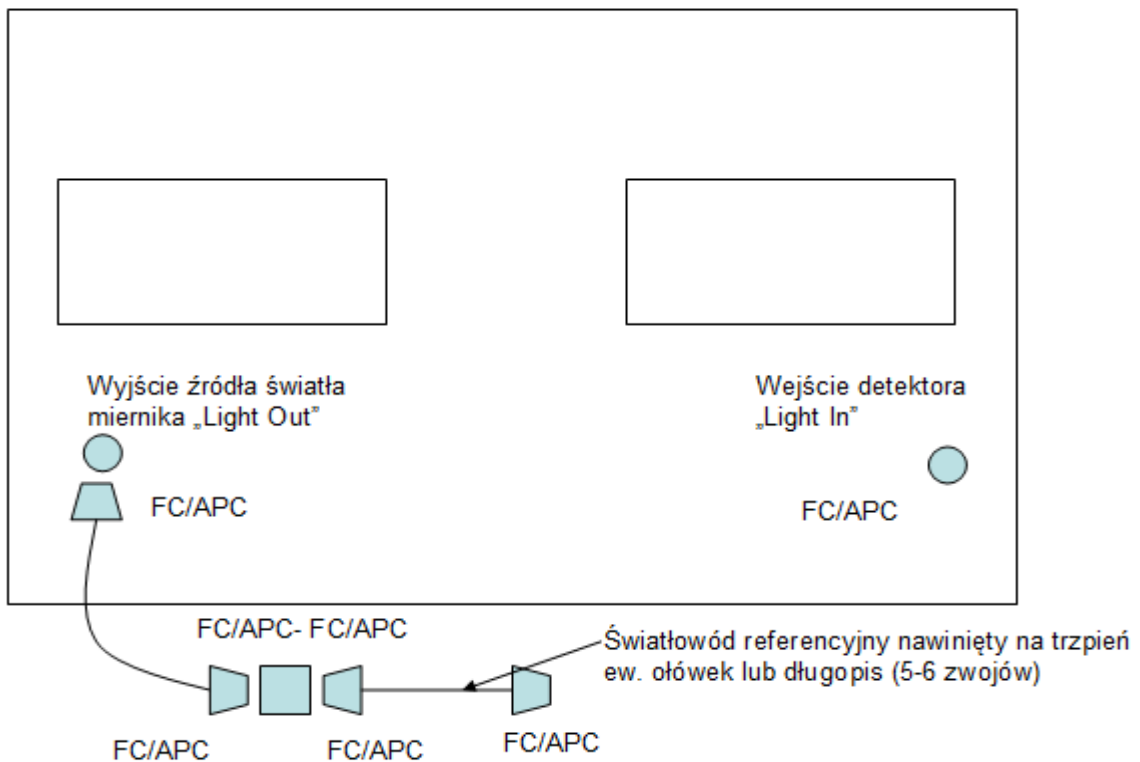 Wyjście źródła światła
miernika „Light Out”
Wejście detektora
„Light In”
FC/APC
FC/APC
FC/APC- FC/APC
Światłowód referencyjny nawinięty na trzpień
ew. ołówek lub długopis (5-6 zwojów)
FC/APC
FC/APC
FC/APC